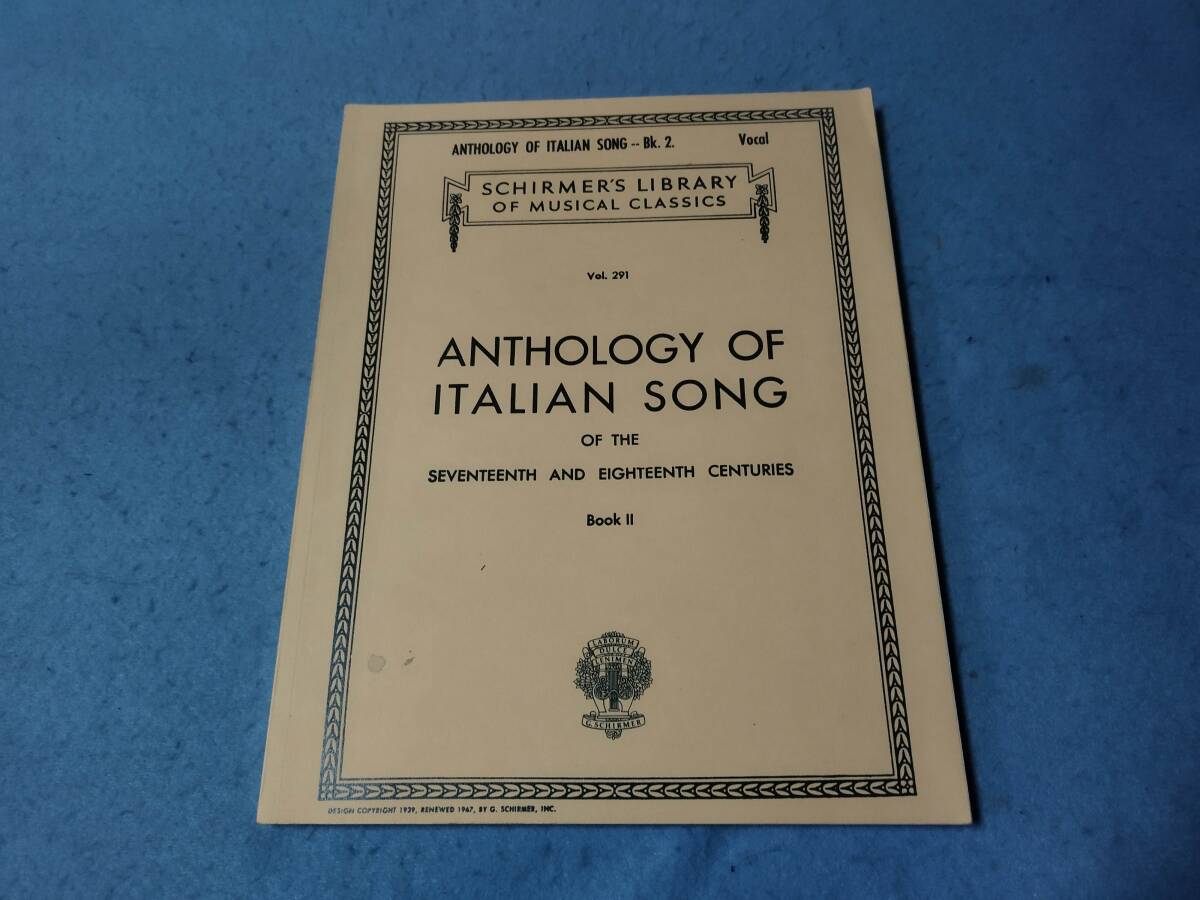 ANTHOLOGY OF ITALIAN SONG -- Bk. 2. Vocal
SCHIRMER'S LIBRARY
OF MUSICAL CLASSICS
Vol. 291
ANTHOLOGY OF
ITALIAN SONG
OF THE
SEVENTEENTH AND EIGHTEENTH CENTURIES
Book II
LABORUM
DULCE
LENIMEN
G. SCHIRMER
DESIGN COPYRIGHT 1939, RENEWED 1967, BY G. SCHIRMER, INC.